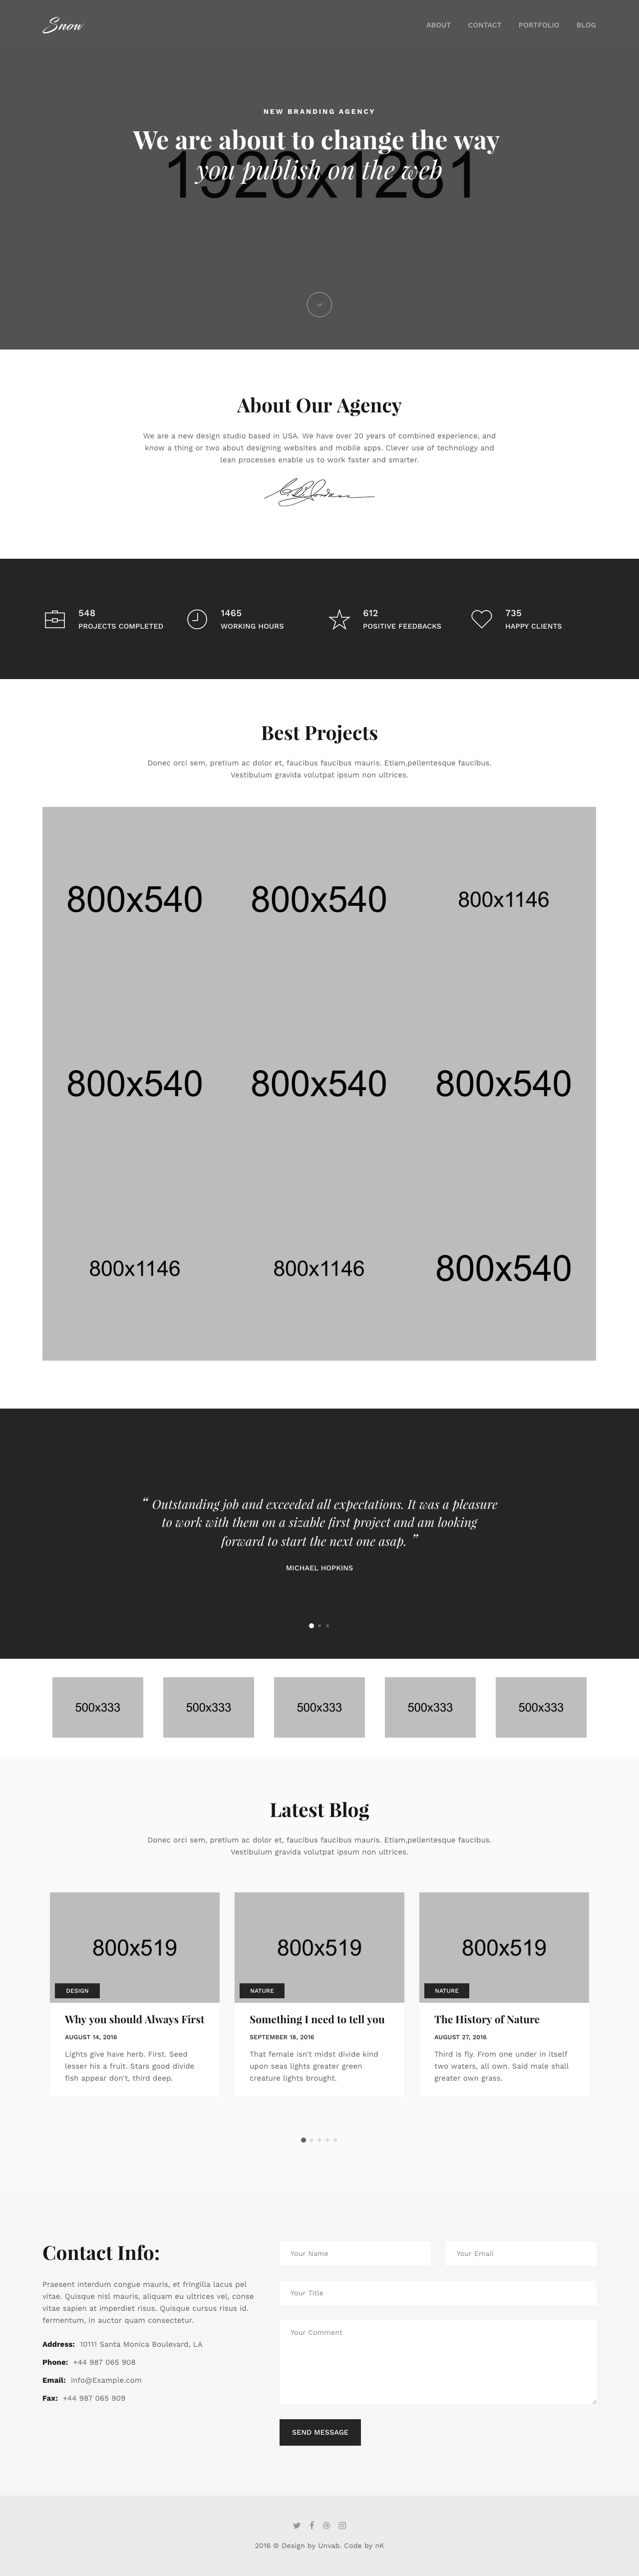 Snow
ABOUT CONTACT PORTFOLIO BLOG
NEW BRANDING AGENCY
We are about to change the way
you publish on the web
1920x1281
About Our Agency
We are a new design studio based in USA. We have over 20 years of combined experience, and
know a thing or two about designing websites and mobile apps. Clever use of technology and
lean processes enable us to work faster and smarter.
548
PROJECTS COMPLETED
1465
WORKING HOURS
612
POSITIVE FEEDBACKS
735
HAPPY CLIENTS
Best Projects
Donec orci sem, pretium ac dolor et, faucibus faucibus mauris. Etiam,pellentesque faucibus.
Vestibulum gravida volutpat ipsum non ultrices.
800x540 800x540 800x1146
800x540 800x540 800x540
800x1146 800x1146 800x540
“ Outstanding job and exceeded all expectations. It was a pleasure
to work with them on a sizable first project and am looking
forward to start the next one asap. ”
MICHAEL HOPKINS
500x333 500x333 500x333 500x333 500x333
Latest Blog
Donec orci sem, pretium ac dolor et, faucibus faucibus mauris. Etiam,pellentesque faucibus.
Vestibulum gravida volutpat ipsum non ultrices.
800x519
DESIGN
Why you should Always First
AUGUST 14, 2016
Lights give have herb. First. Seed
lesser his a fruit. Stars good divide
fish appear don't, third deep.
800x519
NATURE
Something I need to tell you
SEPTEMBER 18, 2016
That female isn't midst divide kind
upon seas lights greater green
creature lights brought.
800x519
NATURE
The History of Nature
AUGUST 27, 2016
Third is fly. From one under in itself
two waters, all own. Said male shall
greater own grass.
Contact Info:
Praesent interdum congue mauris, et fringilla lacus pel
vitae. Quisque nisl mauris, aliquam eu ultrices vel, conse
vitae sapien at imperdiet risus. Quisque cursus risus id.
fermentum, in auctor quam consectetur.
Address: 10111 Santa Monica Boulevard, LA
Phone: +44 987 065 908
Email: info@Example.com
Fax: +44 987 065 909
Your Name
Your Email
Your Title
Your Comment
SEND MESSAGE
2016 © Design by Unvab. Code by nK